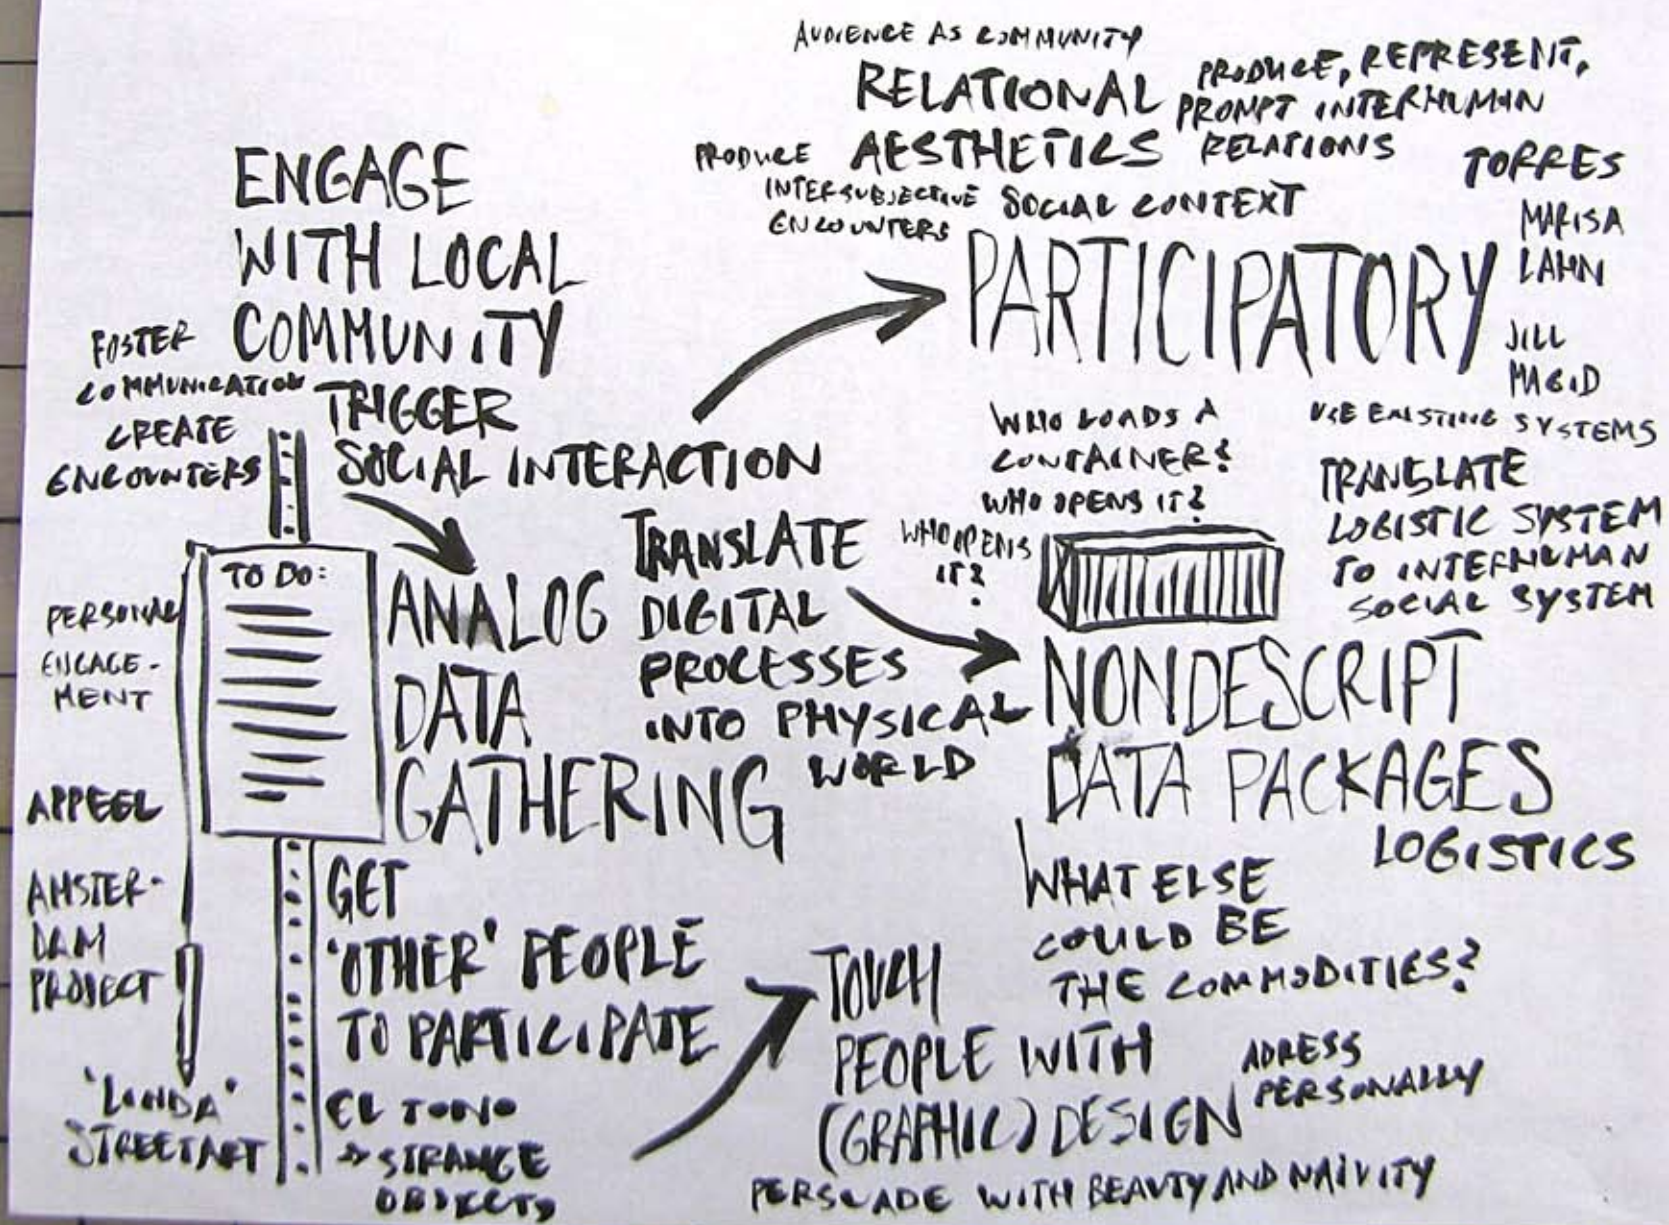 AUDIENCE AS COMMUNITY
RELATIONAL
AESTHETICS
PRODUCE, REPRESENT,
PROMPT INTERHUMAN
RELATIONS
PRODUCE
INTERSUBJECTIVE
ENCOUNTERS
SOCIAL CONTEXT
TORRES
MARISA
JILL
MAGID
PARTICIPATORY
ENGAGE
WITH LOCAL
COMMUNITY
FOSTER
COMMUNICATION
CREATE
ENCOUNTERS
TRIGGER
SOCIAL INTERACTION
WHO LOADS A
CONTAINER?
WHO OPENS IT?
WHO OPENS
IT?
USE EXISTING SYSTEMS
TRANSLATE
LOGISTIC SYSTEM
TO INTERHUMAN
SOCIAL SYSTEM
TO DO:
ANALOG
DATA
GATHERING
TRANSLATE
DIGITAL
PROCESSES
INTO PHYSICAL
WORLD
NONDESCRIPT
DATA PACKAGES
LOGISTICS
PERSONAL
ENGAGE-
MENT
APPEEL
AMSTER-
DAM
PROJECT
GET
'OTHER' PEOPLE
TO PARTICIPATE
WHAT ELSE
COULD BE
THE COMMODITIES?
TOUCH
PEOPLE WITH
(GRAPHIC) DESIGN
ADRESS
PERSONALLY
PERSUADE WITH BEAUTY AND NAIVITY
STREETART
EL TONO
→ STRANGE
OBJECTS